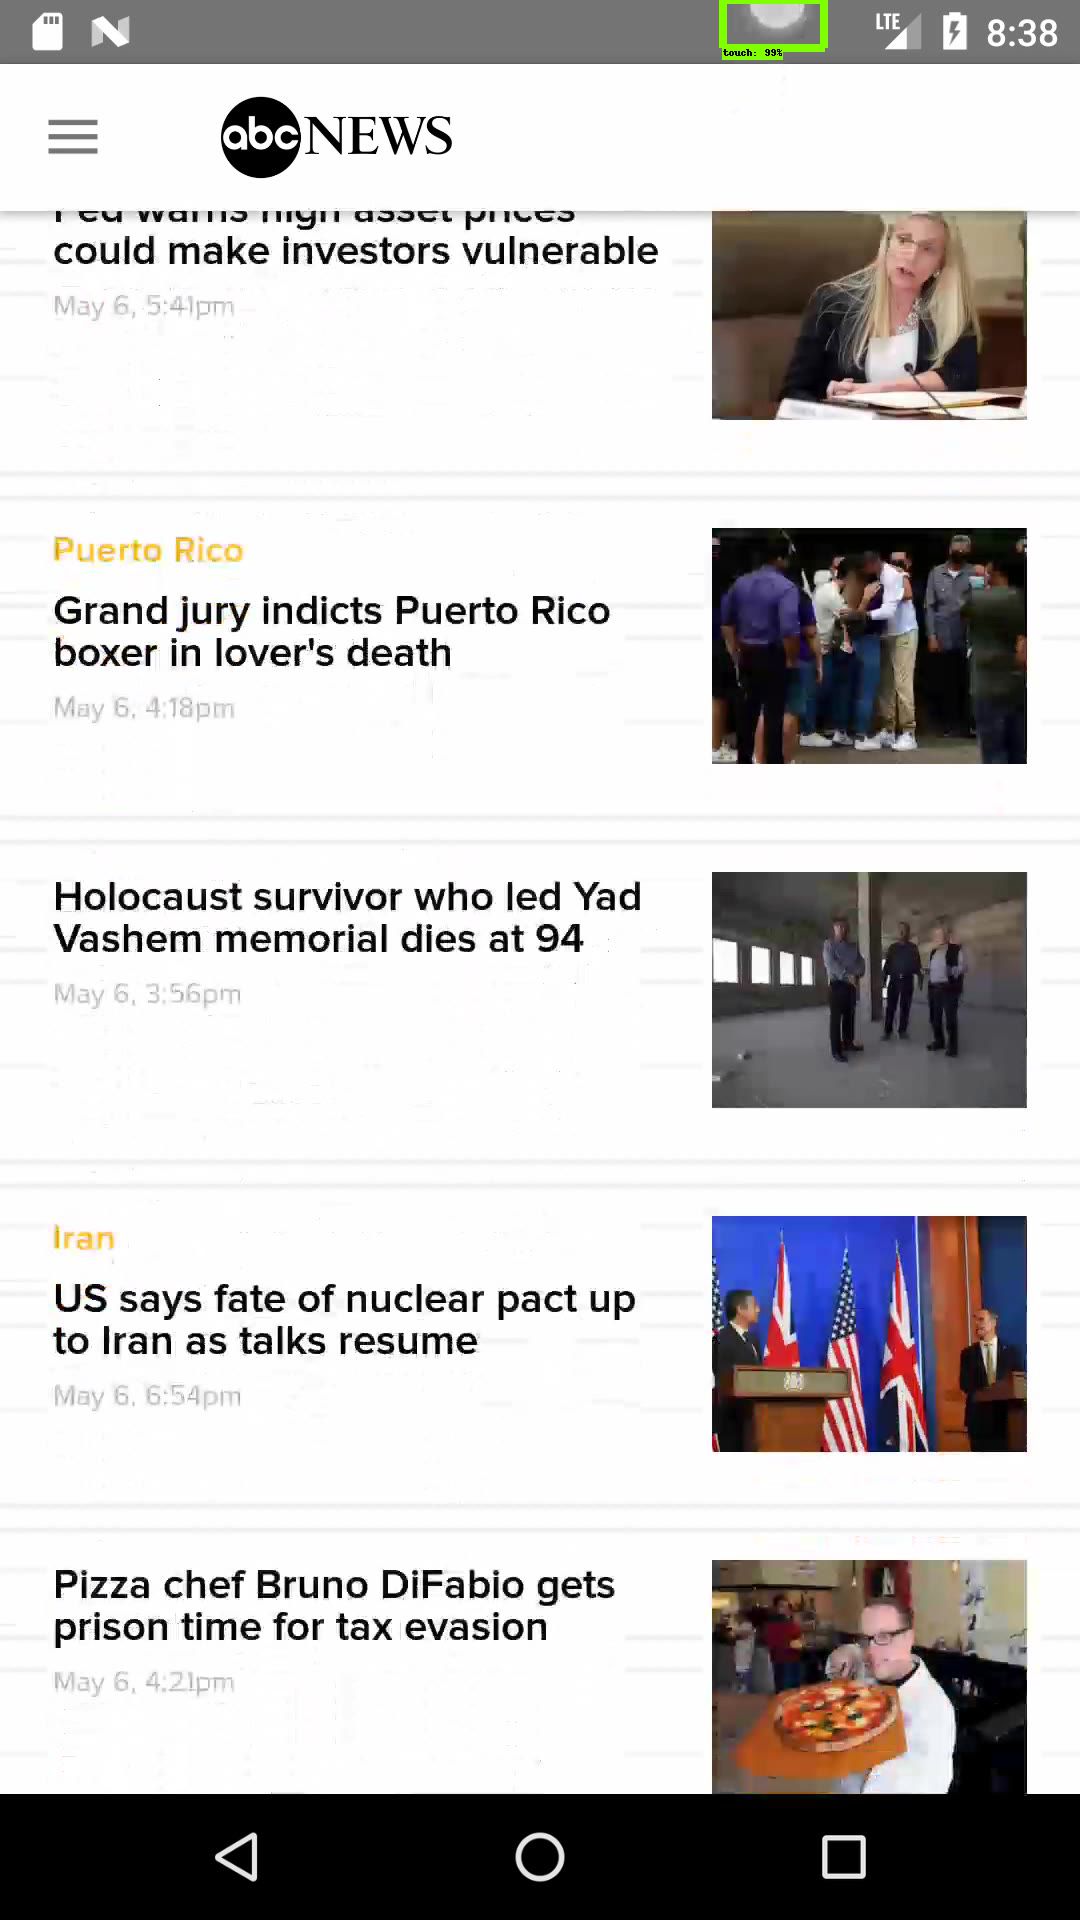 LTE
8:38
touch: 99%
abc NEWS
Fed warns high asset prices
could make investors vulnerable
May 6, 5:41pm
Puerto Rico
Grand jury indicts Puerto Rico
boxer in lover's death
May 6, 4:18pm
Holocaust survivor who led Yad
Vashem memorial dies at 94
May 6, 3:56pm
Iran
US says fate of nuclear pact up
to Iran as talks resume
May 6, 6:54pm
Pizza chef Bruno DiFabio gets
prison time for tax evasion
May 6, 4:21pm